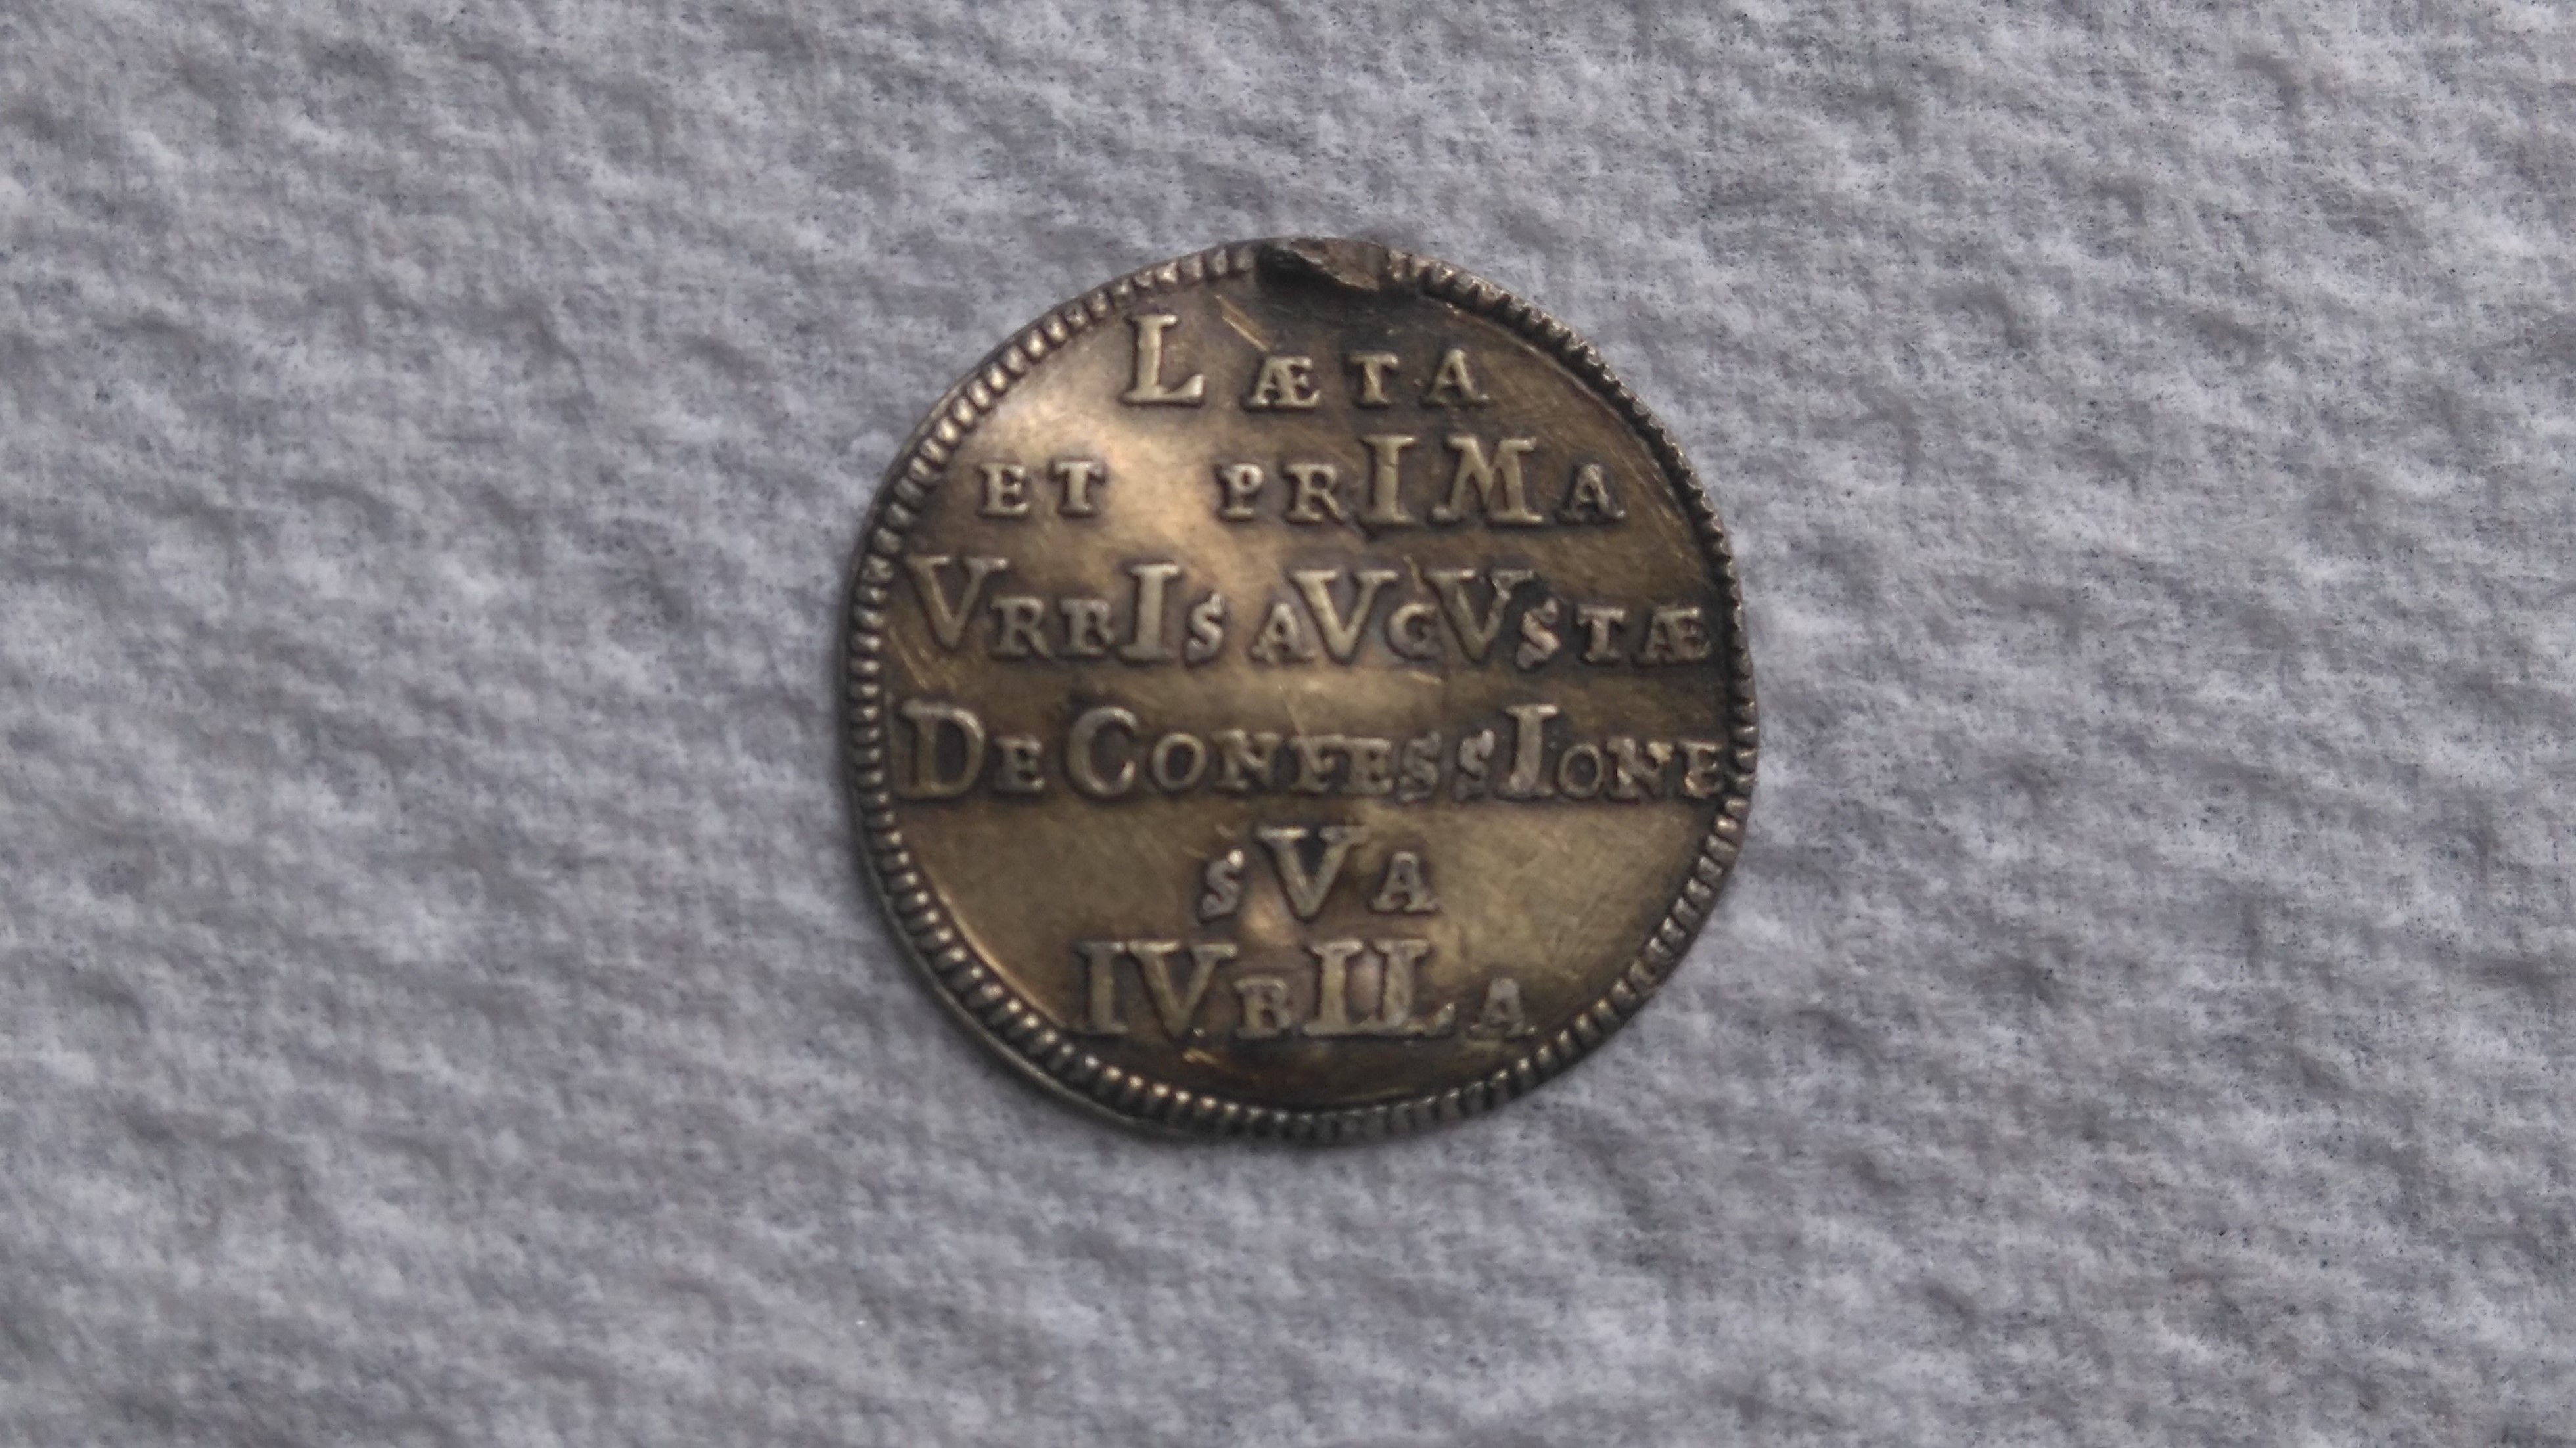 LÆTA
ET PRIMA
VRBIS AVGVSTÆ
DE CONFESSIONE
SVA
IVBILA